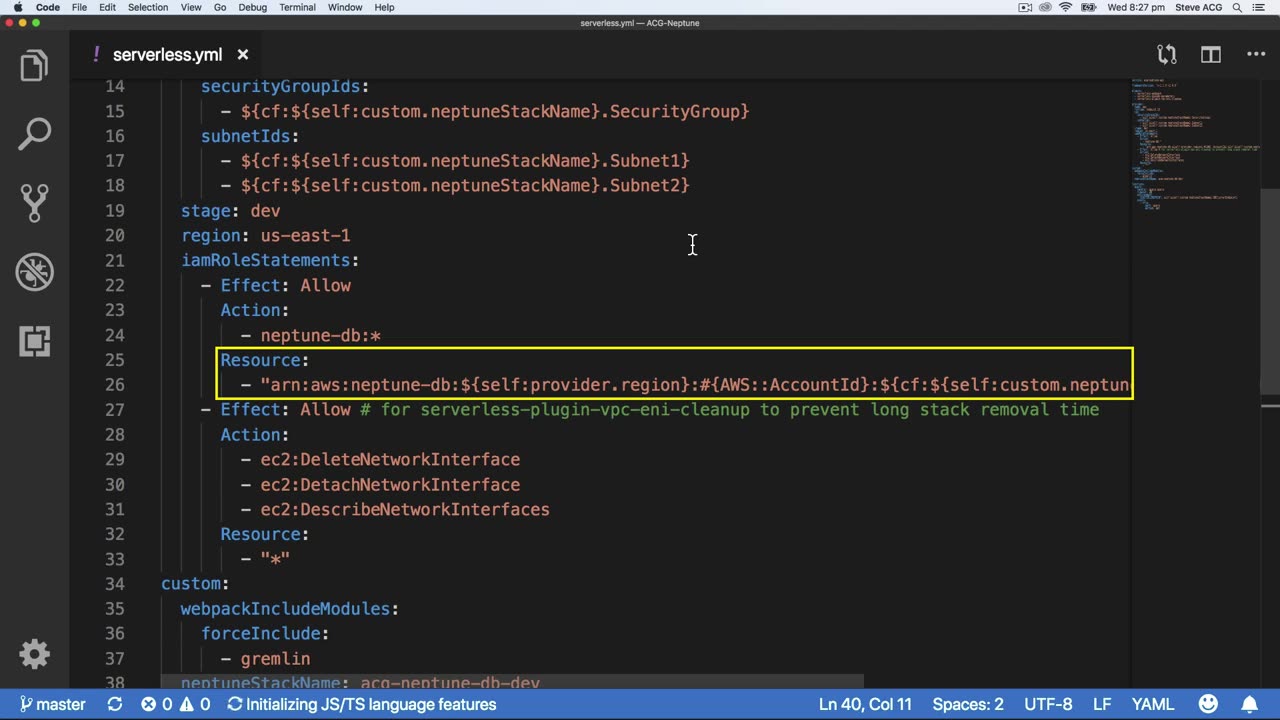 Code File Edit Selection View Go Debug Terminal Window Help Wed 8:27 pm Steve ACG
serverless.yml — ACG-Neptune
! serverless.yml ×
14 securityGroupIds:
15 - ${cf:${self:custom.neptuneStackName}.SecurityGroup}
16 subnetIds:
17 - ${cf:${self:custom.neptuneStackName}.Subnet1}
18 - ${cf:${self:custom.neptuneStackName}.Subnet2}
19 stage: dev
20 region: us-east-1
21 iamRoleStatements:
22 - Effect: Allow
23 Action:
24 - neptune-db:*
25 Resource:
26 - "arn:aws:neptune-db:${self:provider.region}:#{AWS::AccountId}:${cf:${self:custom.neptun
27 - Effect: Allow # for serverless-plugin-vpc-eni-cleanup to prevent long stack removal time
28 Action:
29 - ec2:DeleteNetworkInterface
30 - ec2:DetachNetworkInterface
31 - ec2:DescribeNetworkInterfaces
32 Resource:
33 - "*"
34 custom:
35 webpackIncludeModules:
36 forceInclude:
37 - gremlin
38 neptuneStackName: acg-neptune-db-dev
master 0 0 Initializing JS/TS language features Ln 40, Col 11 Spaces: 2 UTF-8 LF YAML